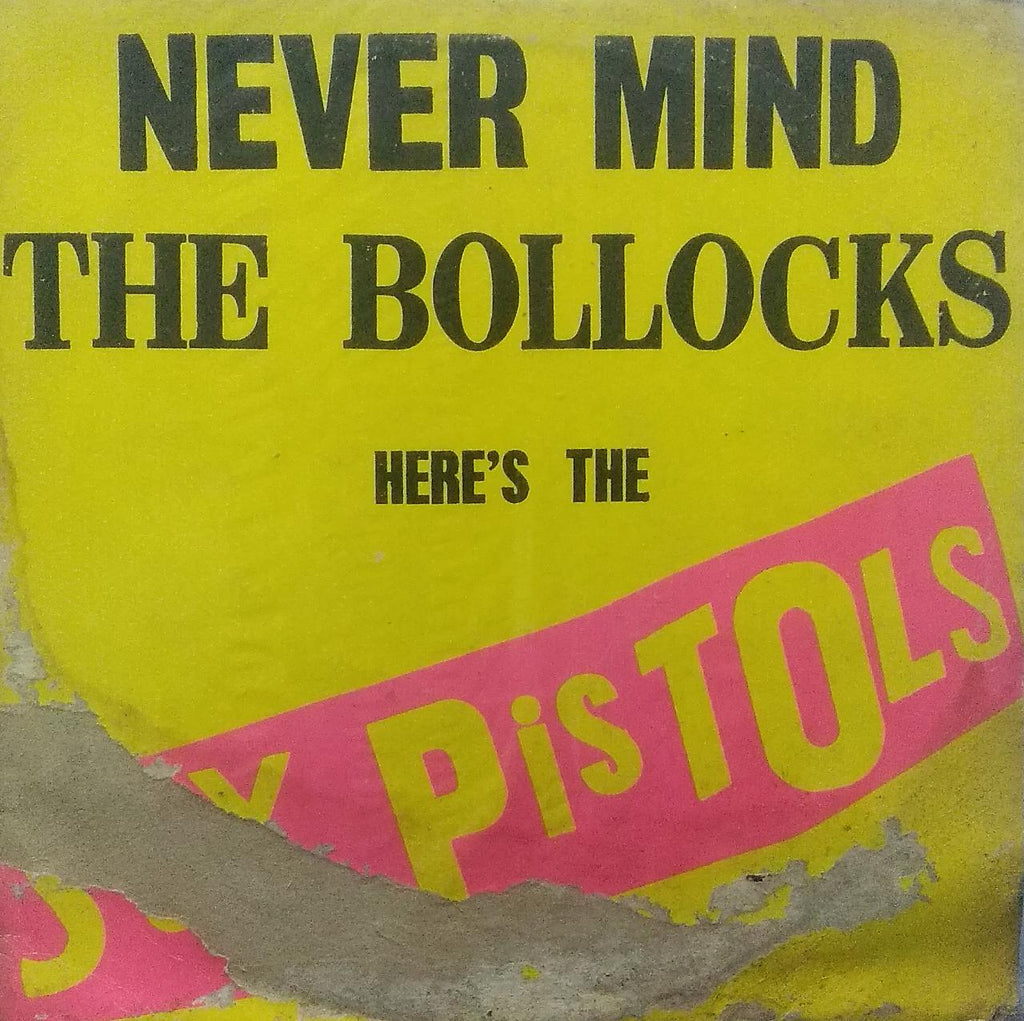 NEVER MIND
THE BOLLOCKS
HERE'S THE
PiSTOLS